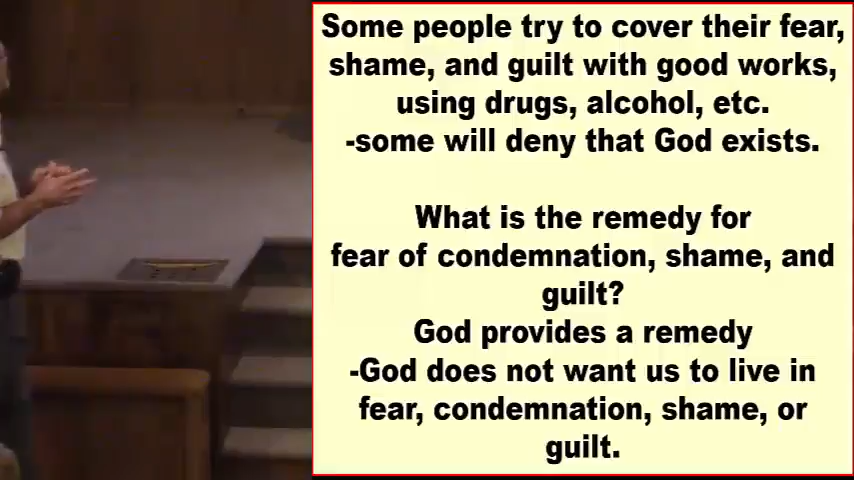 Some people try to cover their fear,
shame, and guilt with good works,
using drugs, alcohol, etc.
-some will deny that God exists.
What is the remedy for
fear of condemnation, shame, and
guilt?
God provides a remedy
-God does not want us to live in
fear, condemnation, shame, or
guilt.